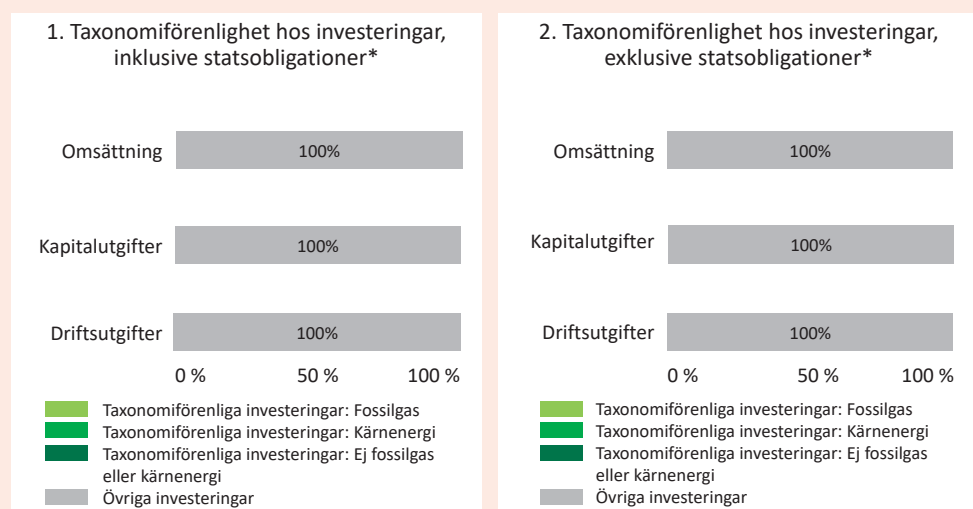 1. Taxonomiförenlighet hos investeringar,
inklusive statsobligationer*
Omsättning 100%
Kapitalutgifter 100%
Driftsutgifter 100%
0 % 50 % 100 %
Taxonomiförenliga investeringar: Fossilgas
Taxonomiförenliga investeringar: Kärnenergi
Taxonomiförenliga investeringar: Ej fossilgas
eller kärnenergi
Övriga investeringar
2. Taxonomiförenlighet hos investeringar,
exklusive statsobligationer*
Omsättning 100%
Kapitalutgifter 100%
Driftsutgifter 100%
0 % 50 % 100 %
Taxonomiförenliga investeringar: Fossilgas
Taxonomiförenliga investeringar: Kärnenergi
Taxonomiförenliga investeringar: Ej fossilgas
eller kärnenergi
Övriga investeringar